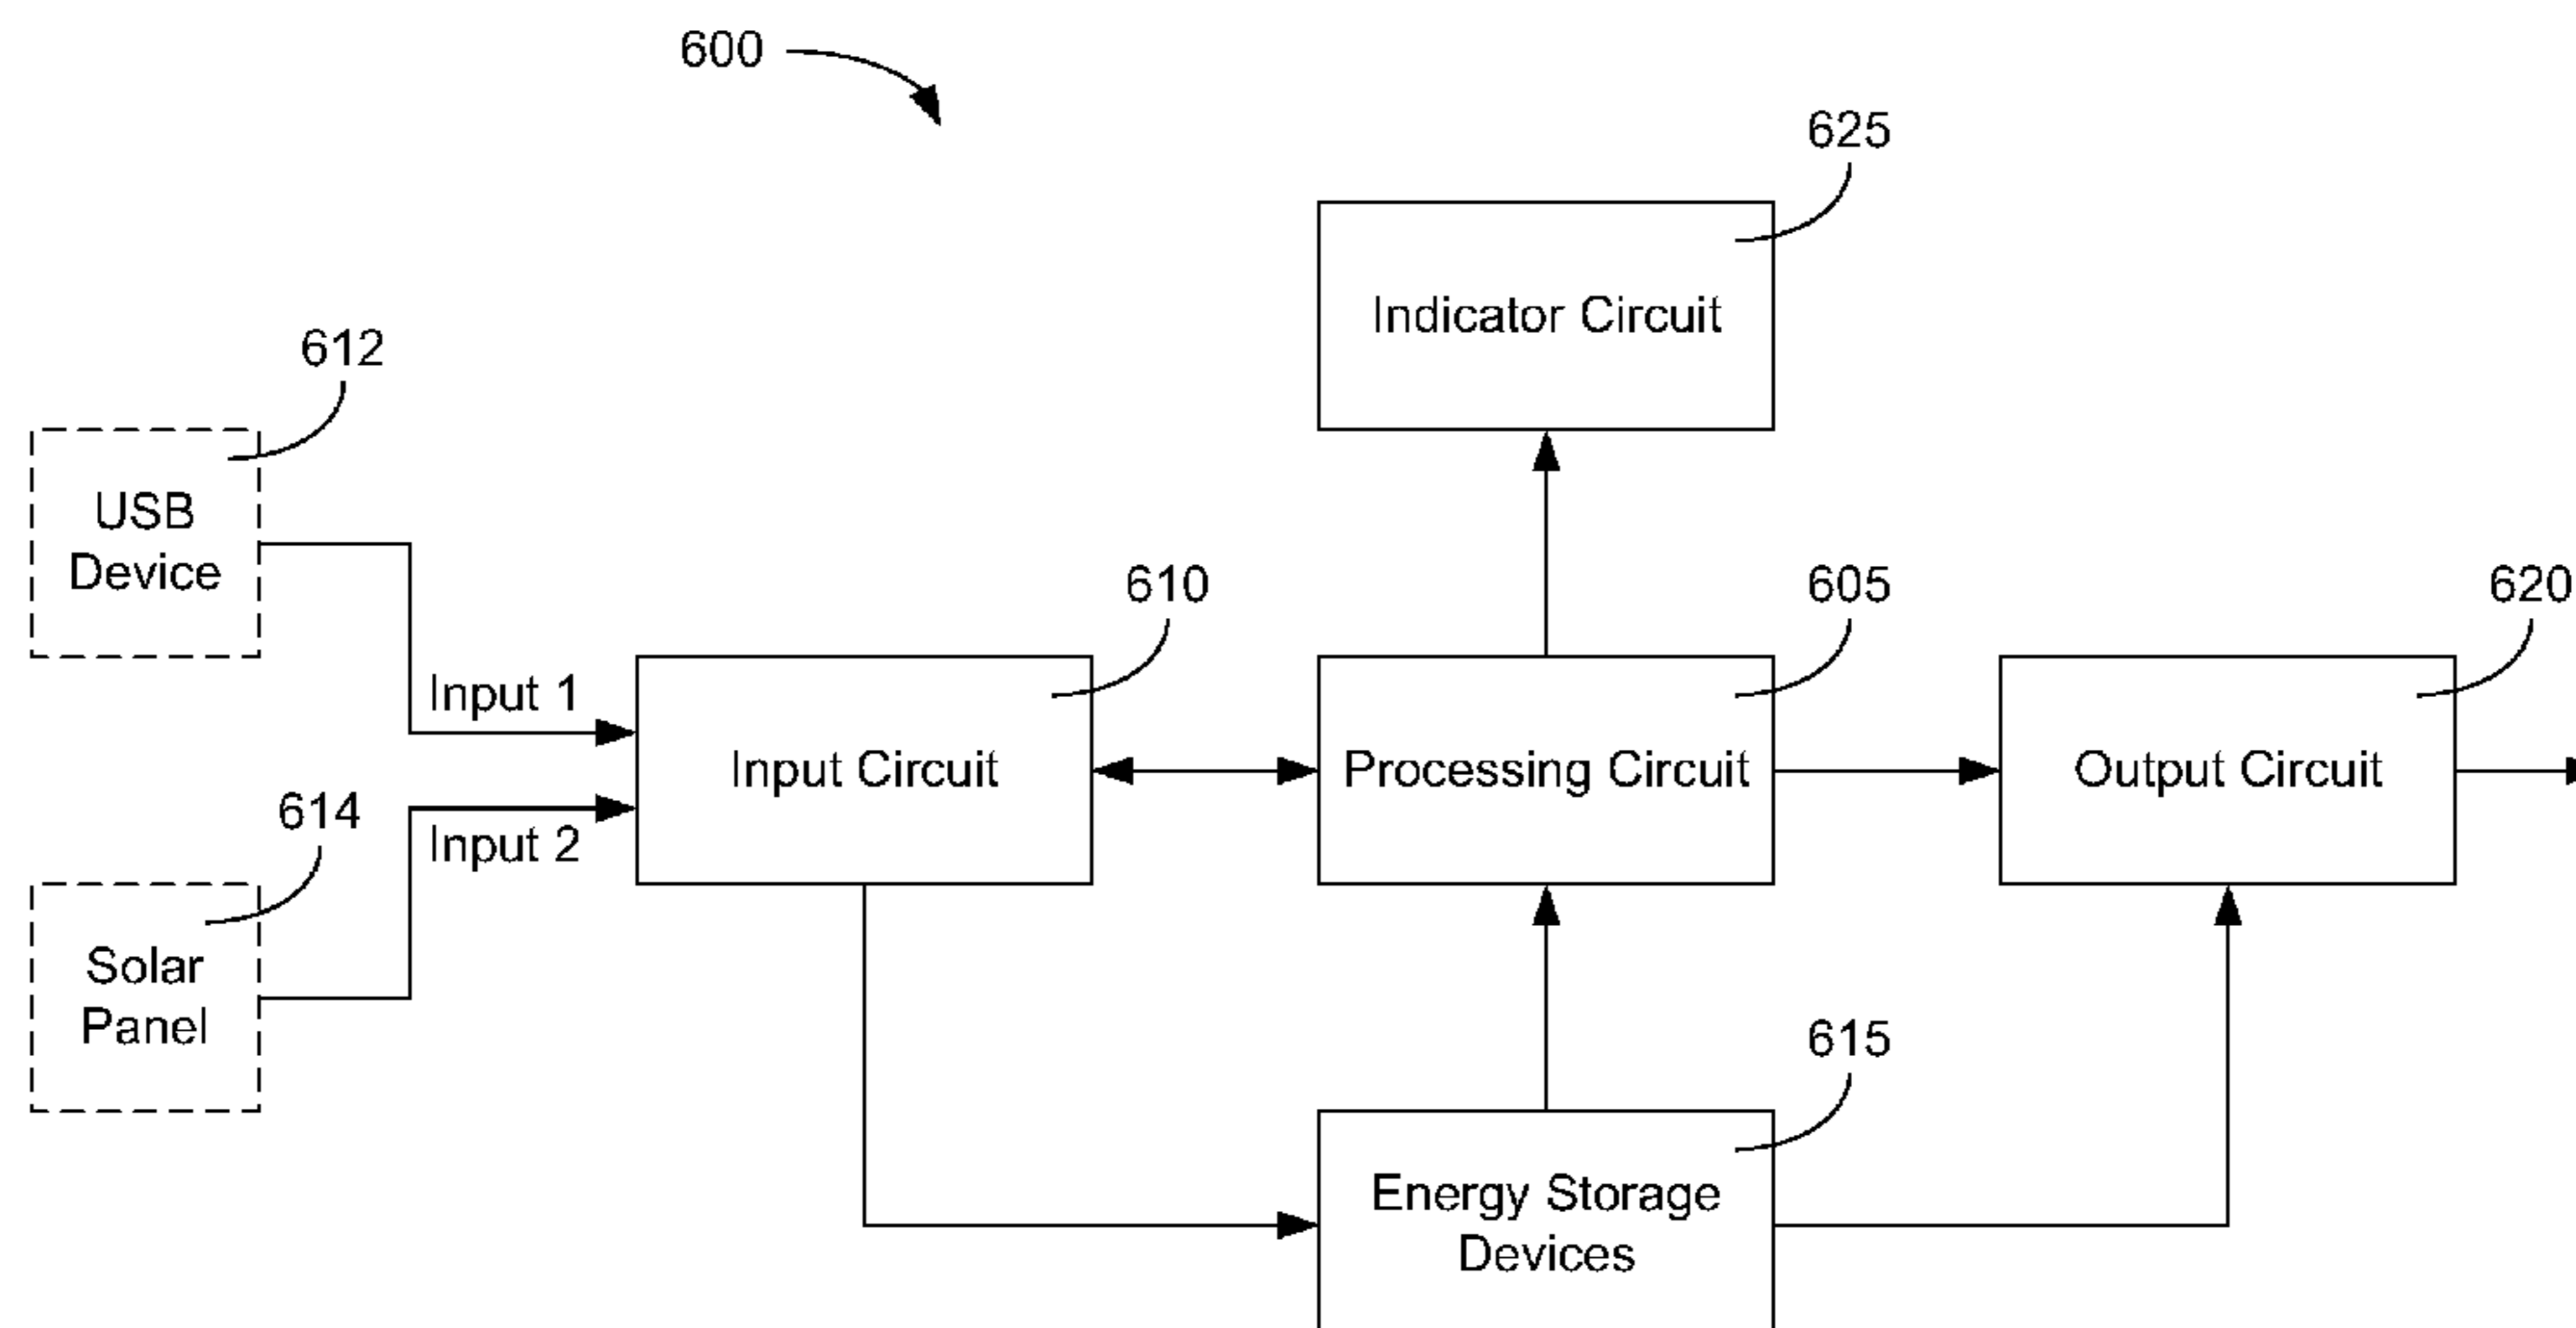 600
625
Indicator Circuit
612
USB
Device
610
605
620
Input 1
Input Circuit
Processing Circuit
Output Circuit
614
Input 2
Solar
Panel
615
Energy Storage
Devices